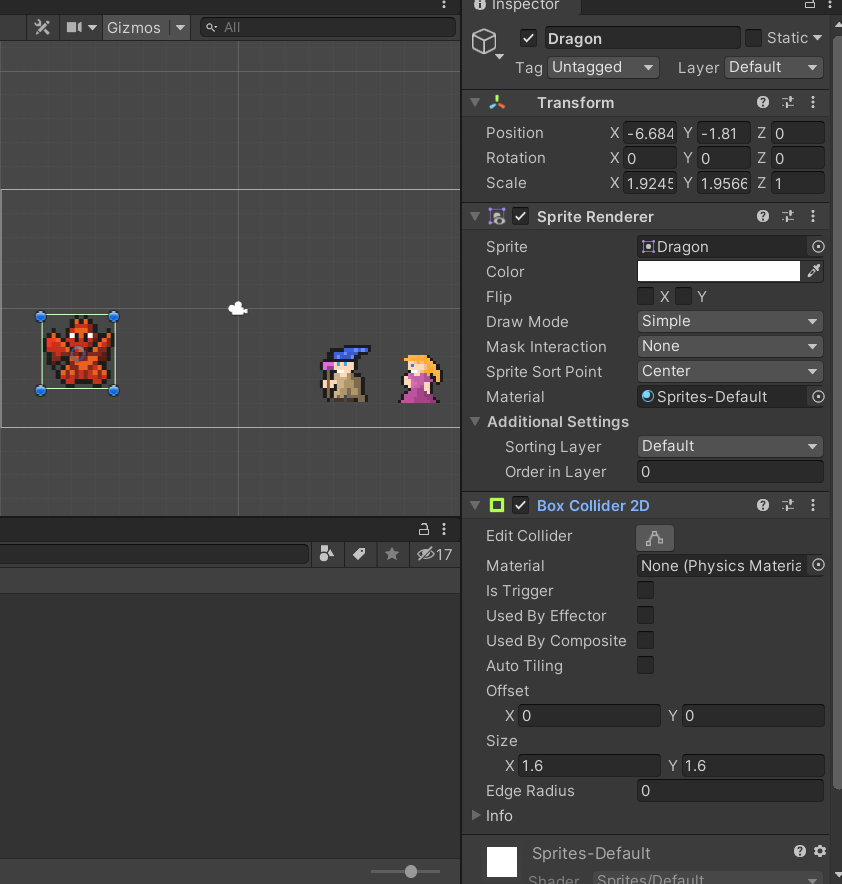 Inspector
Gizmos
All
Dragon
Static
Tag Untagged Layer Default
Transform
Position X -6.684 Y -1.81 Z 0
Rotation X 0 Y 0 Z 0
Scale X 1.9245 Y 1.9566 Z 1
Sprite Renderer
Sprite Dragon
Color
Flip X Y
Draw Mode Simple
Mask Interaction None
Sprite Sort Point Center
Material Sprites-Default
Additional Settings
Sorting Layer Default
Order in Layer 0
Box Collider 2D
Edit Collider
17
Material None (Physics Materia
Is Trigger
Used By Effector
Used By Composite
Auto Tiling
Offset
X 0 Y 0
Size
X 1.6 Y 1.6
Edge Radius 0
Info
Sprites-Default
Shader Sprites/Default